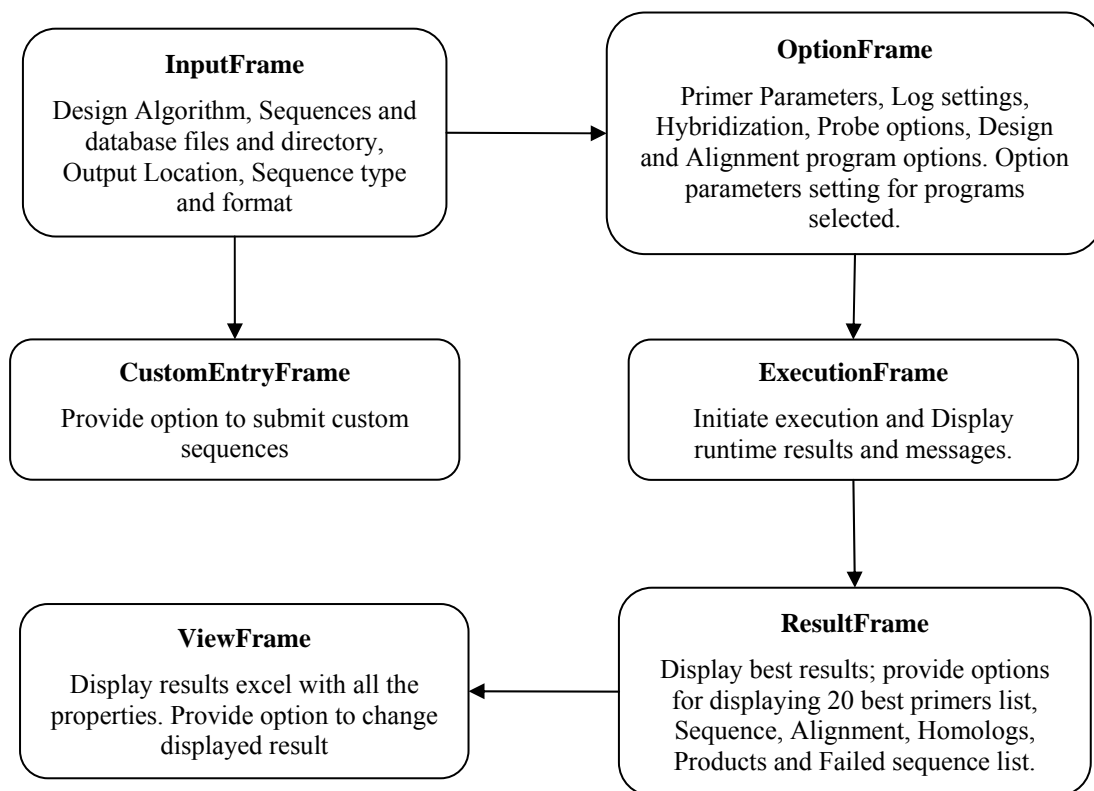 InputFrame
Design Algorithm, Sequences and
database files and directory,
Output Location, Sequence type
and format
OptionFrame
Primer Parameters, Log settings,
Hybridization, Probe options, Design
and Alignment program options. Option
parameters setting for programs
selected.
CustomEntryFrame
Provide option to submit custom
sequences
ExecutionFrame
Initiate execution and Display
runtime results and messages.
ViewFrame
Display results excel with all the
properties. Provide option to change
displayed result
ResultFrame
Display best results; provide options
for displaying 20 best primers list,
Sequence, Alignment, Homologs,
Products and Failed sequence list.